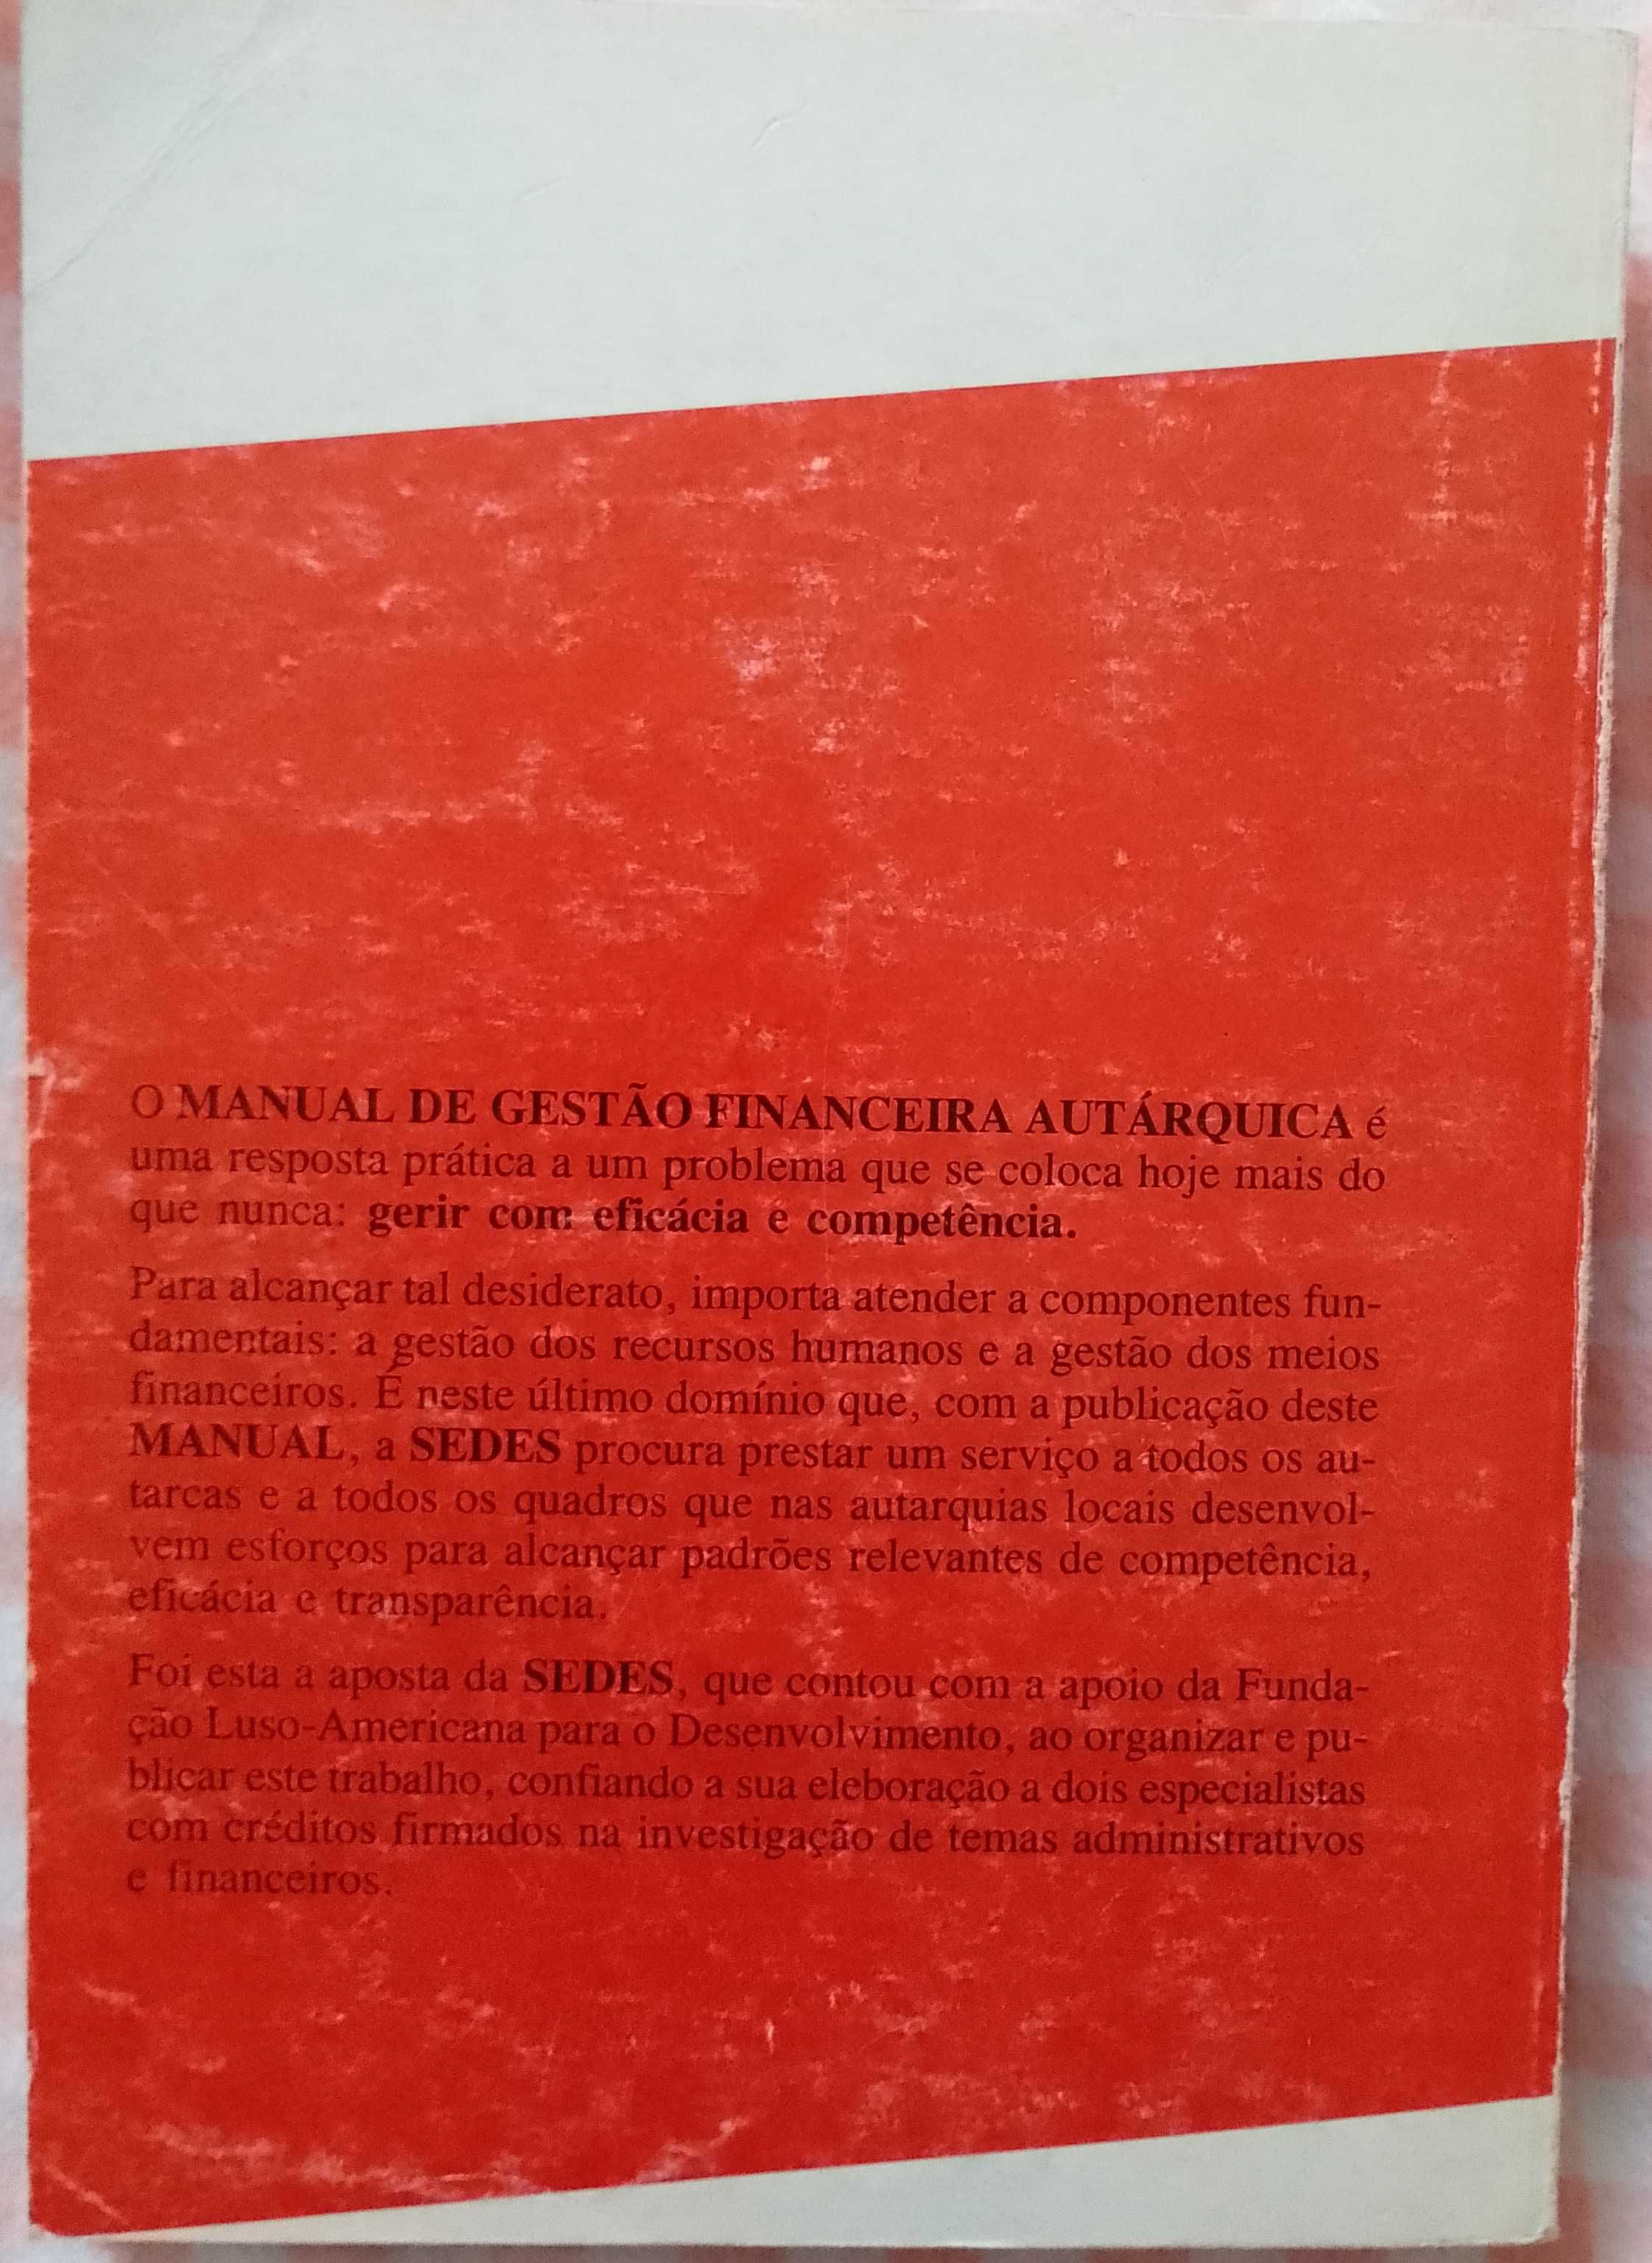 O MANUAL DE GESTÃO FINANCEIRA AUTÁRQUICA é
uma resposta prática a um problema que se coloca hoje mais do
que nunca: gerir com eficácia e competência.
Para alcançar tal desiderato, importa atender a componentes fun-
damentais: a gestão dos recursos humanos e a gestão dos meios
financeiros. É neste último domínio que, com a publicação deste
MANUAL, a SEDES procura prestar um serviço a todos os au-
tarcas e a todos os quadros que nas autarquias locais desenvol-
vem esforços para alcançar padrões relevantes de competência,
eficácia e transparência.
Foi esta a aposta da SEDES, que contou com a apoio da Funda-
ção Luso-Americana para o Desenvolvimento, ao organizar e pu-
blicar este trabalho, confiando a sua eleboração a dois especialistas
com créditos firmados na investigação de temas administrativos
e financeiros.